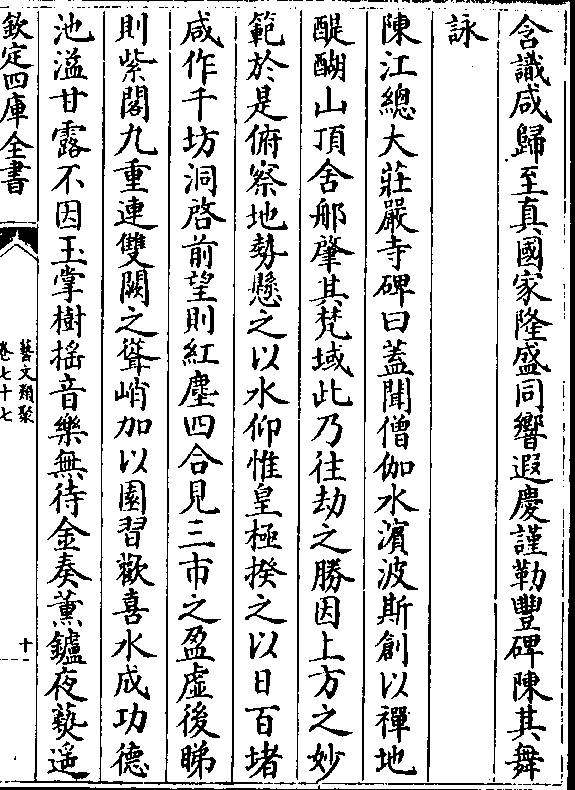 含識咸歸至真國家隆盛同響遐慶謹勒豐碑陳其舞
詠
陳江總大莊嚴寺碑曰蓋聞僧伽水濵波斯創以禪地
醍醐山頂舍那肇其梵域此乃往劫之勝因上方之妙
範於是俯察地勢懸之以水仰惟皇極揆之以日百堵
咸作千坊洞啓前望則紅塵四合見三市之盈虛後睇
則紫閣九重連雙闕之聳峭加以園習歡喜水成功德
池溢甘露不因玉掌樹揺音樂無待金奏薰鑪夜爇遥
欽定四庫全書
藝文類聚
卷七十七
十